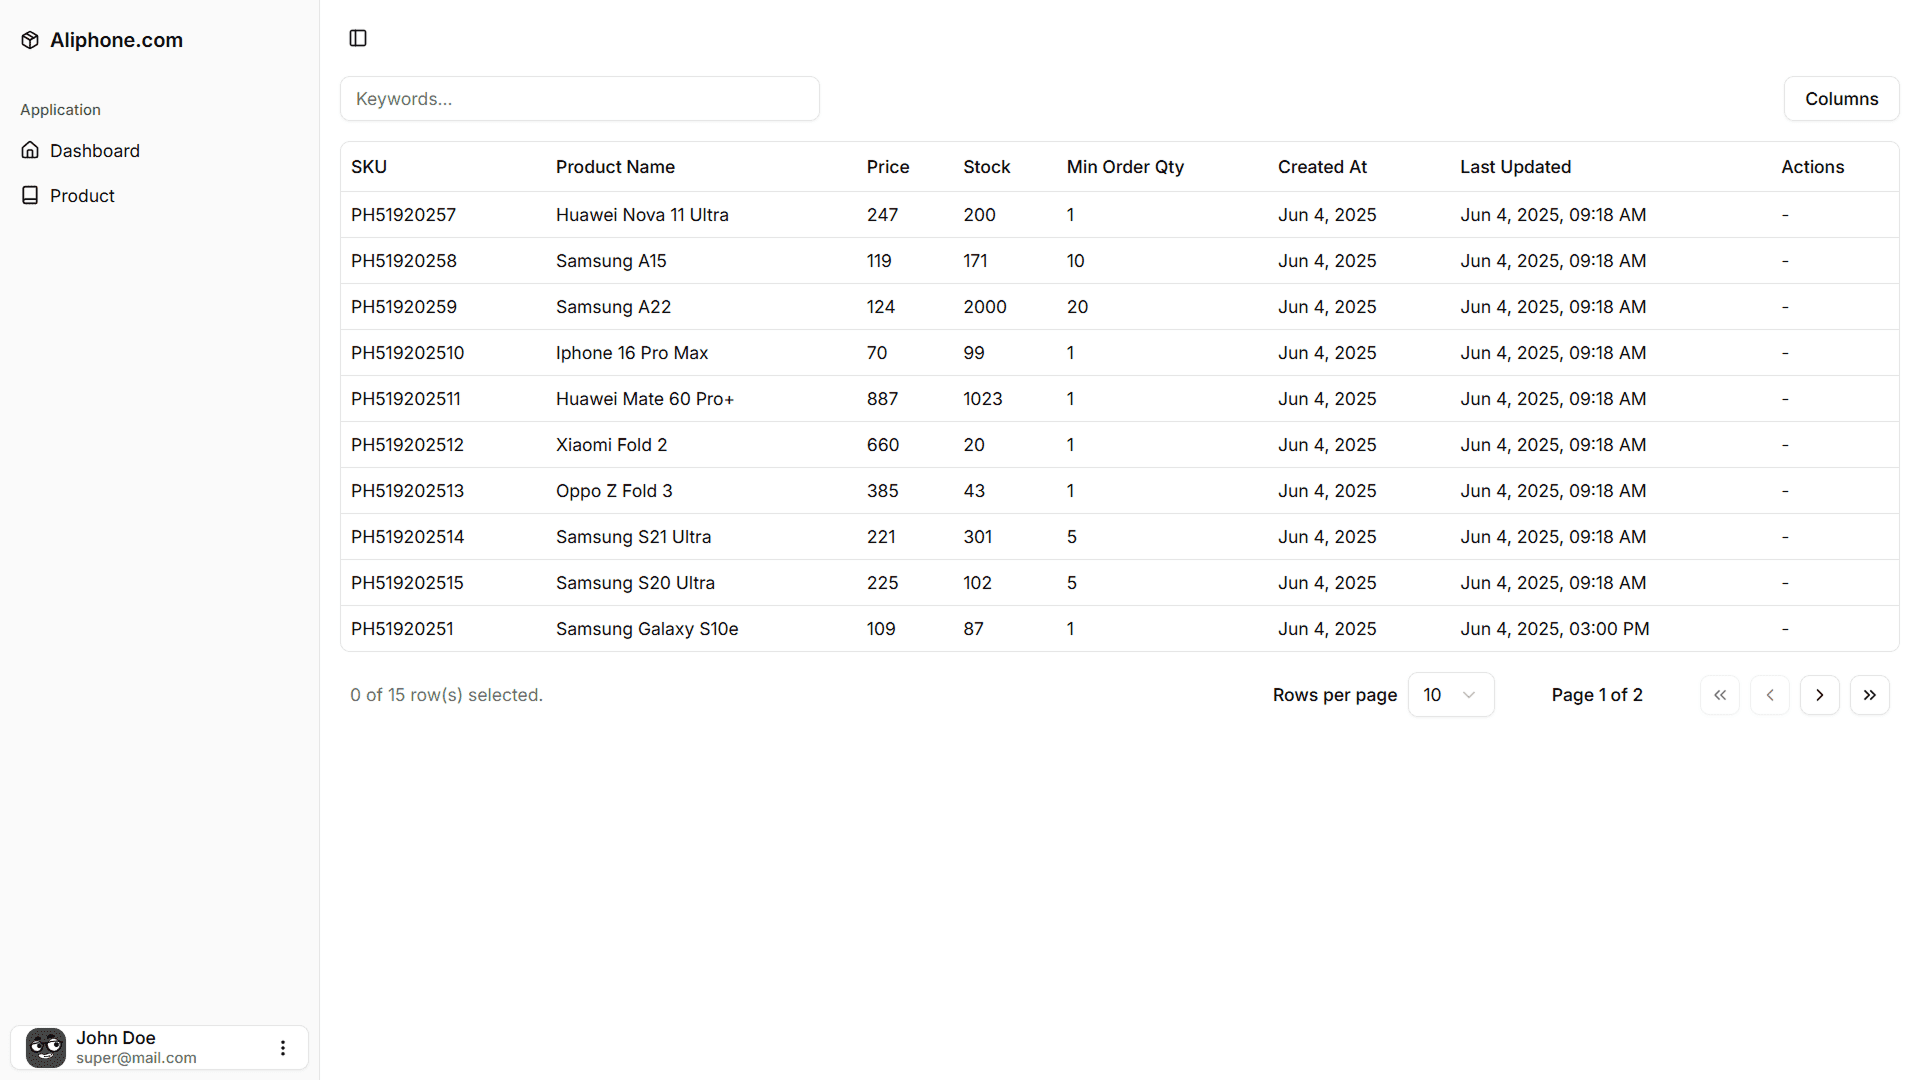 Aliphone.com
Application
Dashboard
Product
John Doe
super@mail.com
Keywords...
Columns
SKU Product Name Price Stock Min Order Qty Created At Last Updated Actions
PH51920257 Huawei Nova 11 Ultra 247 200 1 Jun 4, 2025 Jun 4, 2025, 09:18 AM -
PH51920258 Samsung A15 119 171 10 Jun 4, 2025 Jun 4, 2025, 09:18 AM -
PH51920259 Samsung A22 124 2000 20 Jun 4, 2025 Jun 4, 2025, 09:18 AM -
PH519202510 Iphone 16 Pro Max 70 99 1 Jun 4, 2025 Jun 4, 2025, 09:18 AM -
PH519202511 Huawei Mate 60 Pro+ 887 1023 1 Jun 4, 2025 Jun 4, 2025, 09:18 AM -
PH519202512 Xiaomi Fold 2 660 20 1 Jun 4, 2025 Jun 4, 2025, 09:18 AM -
PH519202513 Oppo Z Fold 3 385 43 1 Jun 4, 2025 Jun 4, 2025, 09:18 AM -
PH519202514 Samsung S21 Ultra 221 301 5 Jun 4, 2025 Jun 4, 2025, 09:18 AM -
PH519202515 Samsung S20 Ultra 225 102 5 Jun 4, 2025 Jun 4, 2025, 09:18 AM -
PH51920251 Samsung Galaxy S10e 109 87 1 Jun 4, 2025 Jun 4, 2025, 03:00 PM -
0 of 15 row(s) selected.
Rows per page 10
Page 1 of 2